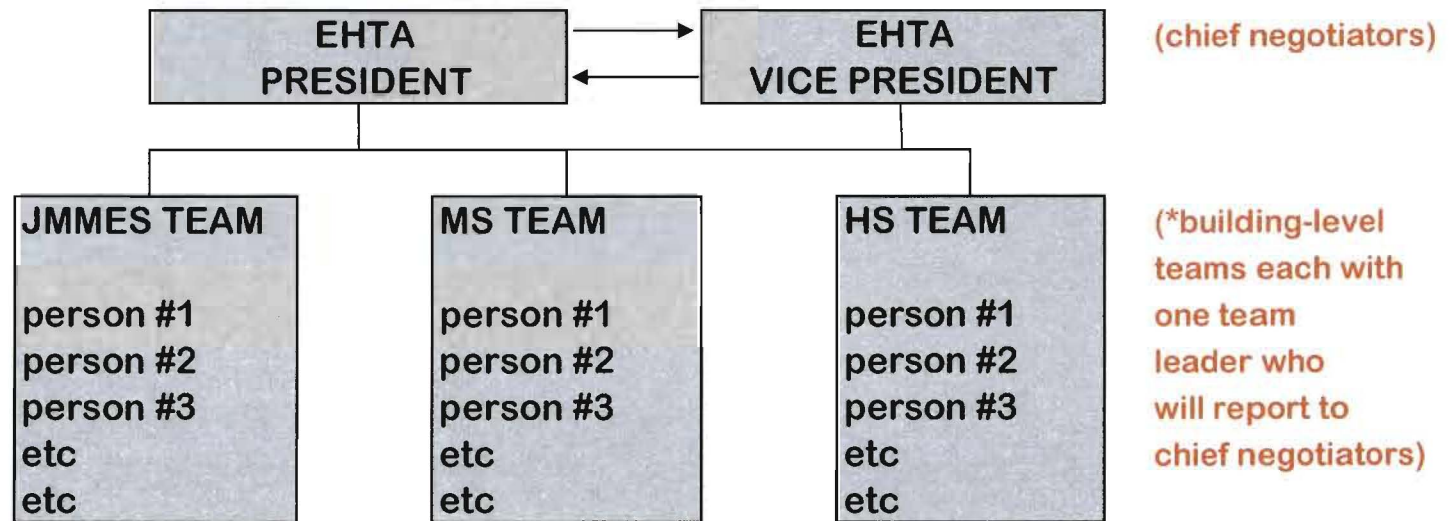 EHTA
PRESIDENT
EHTA
VICE PRESIDENT
(chief negotiators)
JMMES TEAM
person #1
person #2
person #3
etc
etc
MS TEAM
person #1
person #2
person #3
etc
etc
HS TEAM
person #1
person #2
person #3
etc
etc
(*building-level
teams each with
one team
leader who
will report to
chief negotiators)